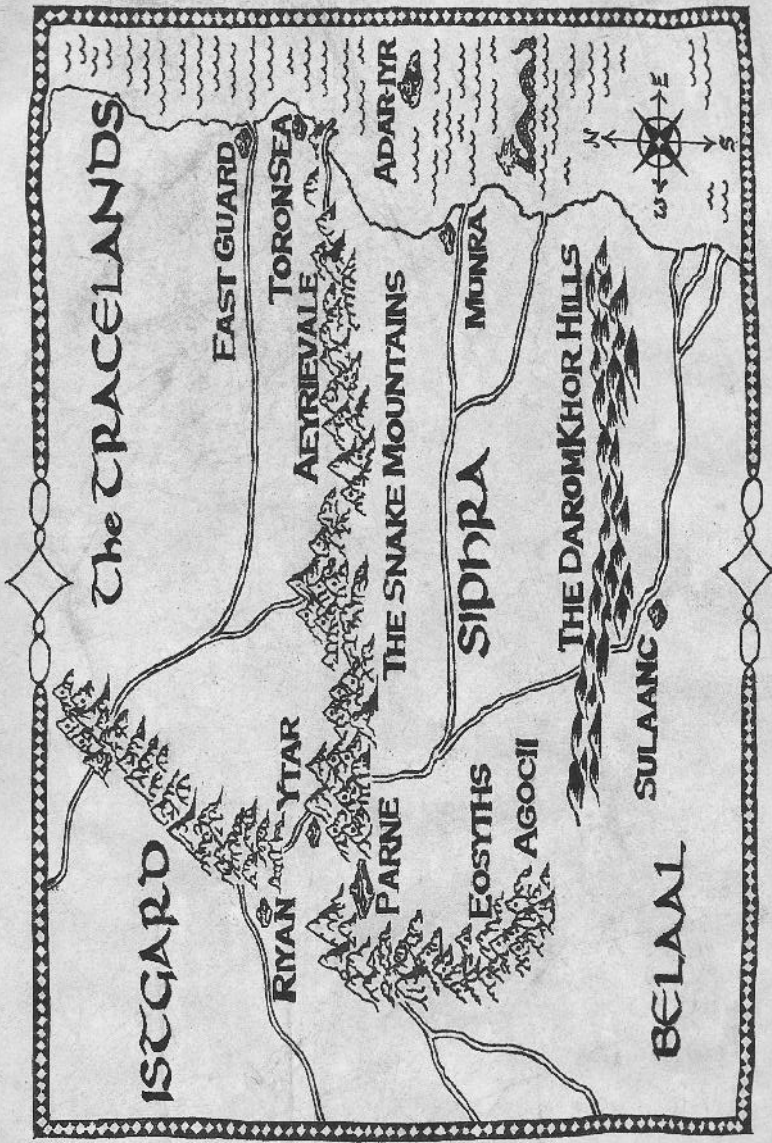 The TRACELANDS
ISTGARD
EAST GUARD
TORONSEA
AEYRIEVALE
RIYAN
YTAR
ADAR-IYR
PARNE
THE SNAKE MOUNTAINS
MUNRA
SIPHRA
EOSYTHS
AGOCII
THE DAROMKHOR HILLS
SULAANC
BELAAL
N
W
E
S